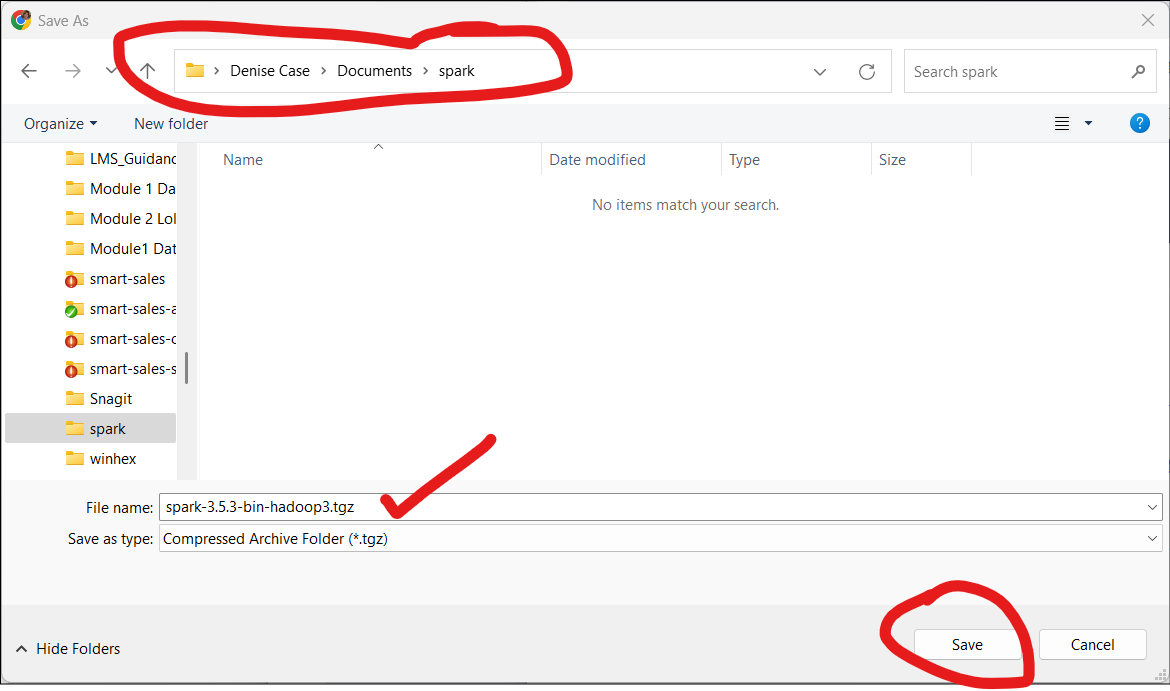 Save As
Denise Case > Documents > spark
Search spark
Organize
New folder
?
Name
Date modified
Type
Size
No items match your search.
LMS_Guidanc
Module 1 Da
Module 2 Lol
Module1 Dat
smart-sales
smart-sales-a
smart-sales-c
smart-sales-s
Snagit
spark
winhex
File name: spark-3.5.3-bin-hadoop3.tgz
Save as type: Compressed Archive Folder (*.tgz)
Hide Folders
Save
Cancel